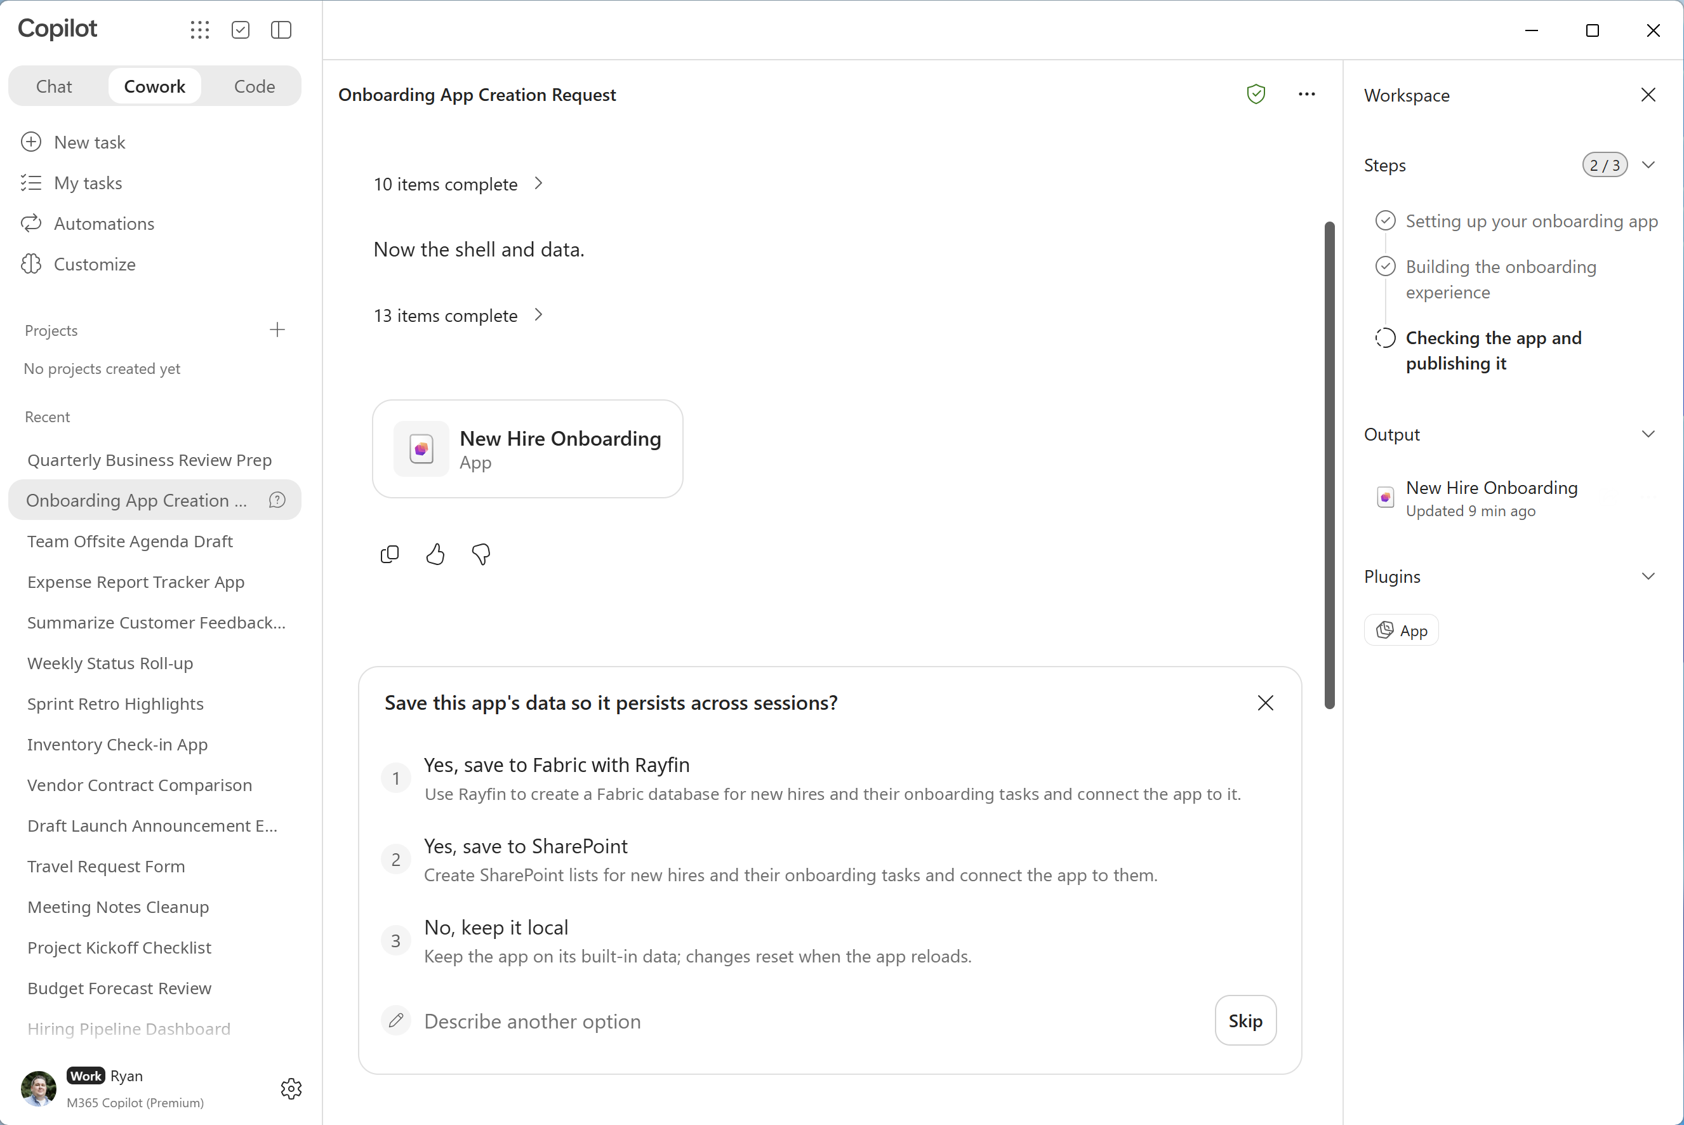 Copilot
Chat
Cowork
Code
New task
My tasks
Automations
Customize
Projects
No projects created yet
Recent
Quarterly Business Review Prep
Onboarding App Creation ...
Team Offsite Agenda Draft
Expense Report Tracker App
Summarize Customer Feedback...
Weekly Status Roll-up
Sprint Retro Highlights
Inventory Check-in App
Vendor Contract Comparison
Draft Launch Announcement E...
Travel Request Form
Meeting Notes Cleanup
Project Kickoff Checklist
Budget Forecast Review
Hiring Pipeline Dashboard
Work Ryan
M365 Copilot (Premium)
Onboarding App Creation Request
10 items complete
Now the shell and data.
13 items complete
New Hire Onboarding
App
Save this app's data so it persists across sessions?
1
Yes, save to Fabric with Rayfin
Use Rayfin to create a Fabric database for new hires and their onboarding tasks and connect the app to it.
2
Yes, save to SharePoint
Create SharePoint lists for new hires and their onboarding tasks and connect the app to them.
3
No, keep it local
Keep the app on its built-in data; changes reset when the app reloads.
Describe another option
Skip
Workspace
Steps
2 / 3
Setting up your onboarding app
Building the onboarding
experience
Checking the app and
publishing it
Output
New Hire Onboarding
Updated 9 min ago
Plugins
App